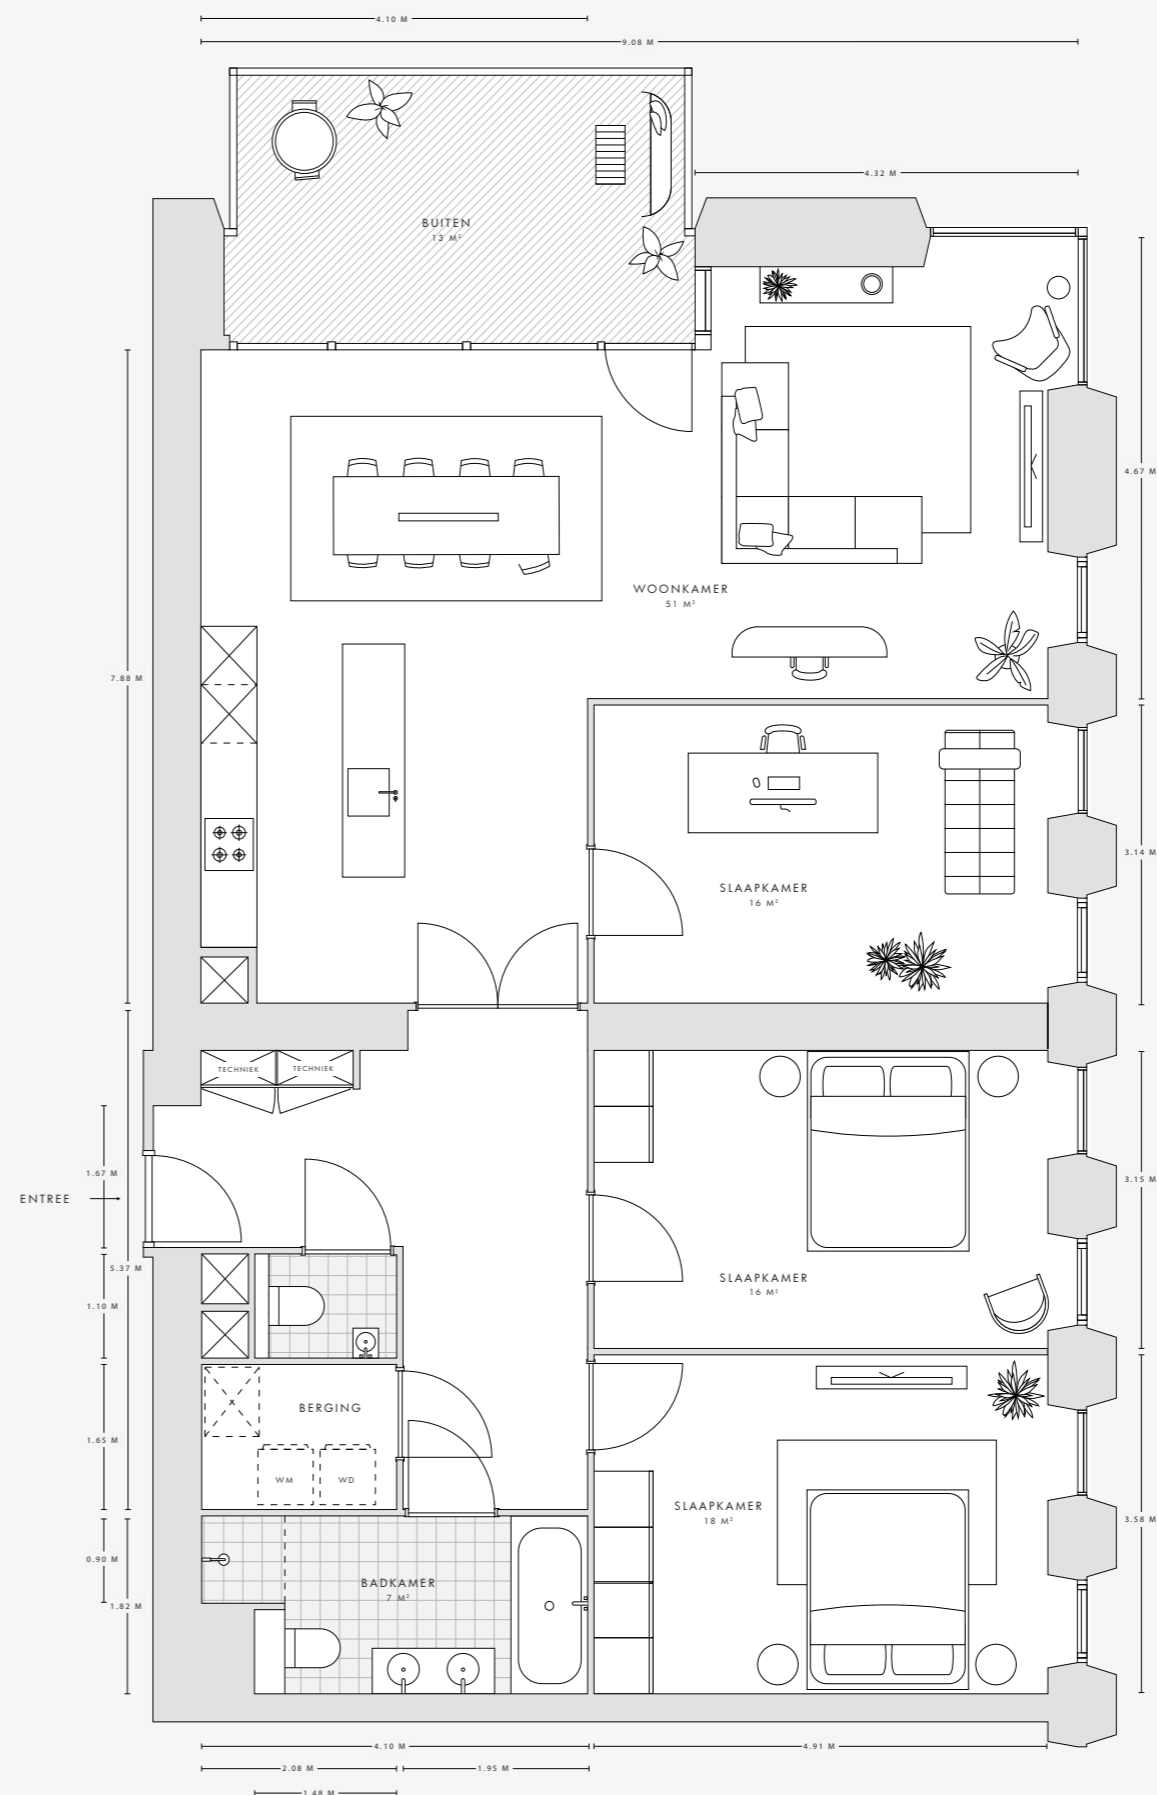 4.10 M
9.08 M
4.32 M
BUITEN
13 M²
4.67 M
WOONKAMER
51 M²
7.88 M
3.14 M
SLAAPKAMER
16 M²
TECHNIEK
TECHNIEK
1.67 M
3.15 M
ENTREE
5.37 M
SLAAPKAMER
16 M²
1.10 M
BERGING
1.65 M
WM
WD
SLAAPKAMER
18 M²
3.58 M
0.90 M
BADKAMER
7 M²
1.82 M
4.10 M
4.91 M
2.08 M
1.95 M
1.48 M